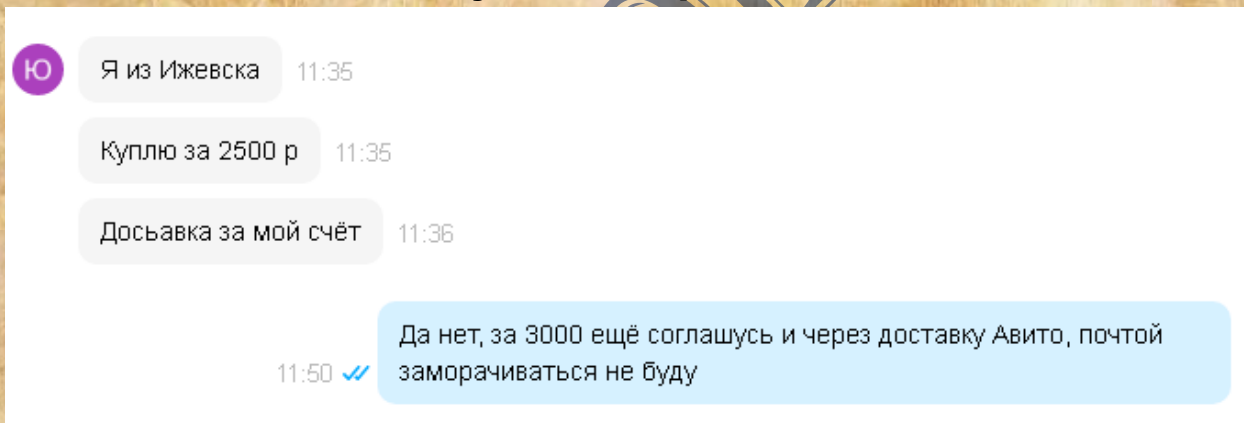 Ю
Я из Ижевска 11:35
Куплю за 2500 р 11:35
Досьавка за мой счёт 11:36
Да нет, за 3000 ещё соглашусь и через доставку Авито, почтой
11:50 заморачиваться не буду